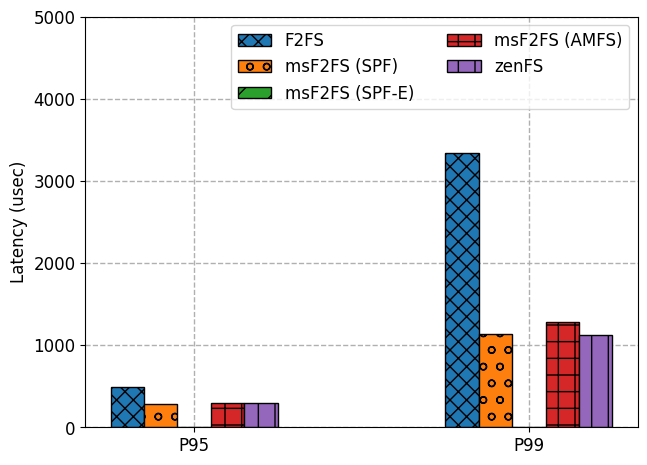 5000
4000
3000
2000
1000
0
Latency (usec)
F2FS
msF2FS (SPF)
msF2FS (SPF-E)
msF2FS (AMFS)
zenFS
P95
P99